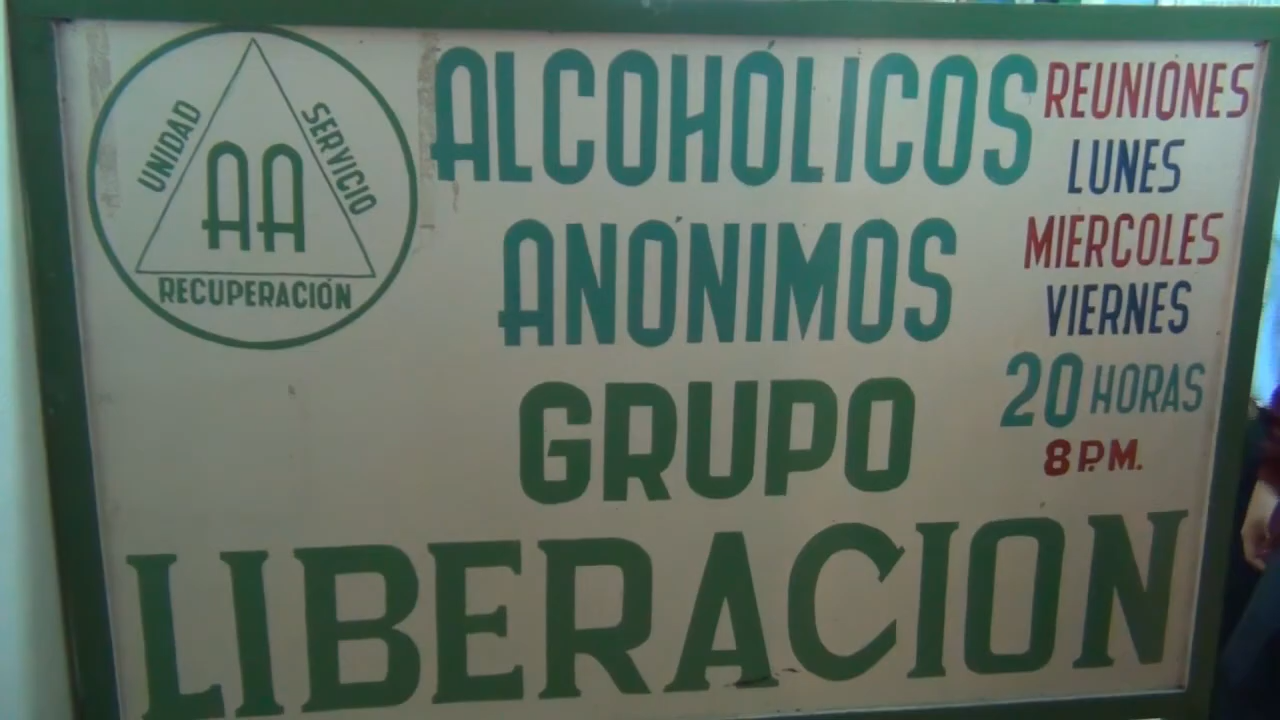 UNIDAD
SERVICIO
AA
RECUPERACIÓN
ALCOHÓLICOS
ANÓNIMOS
GRUPO
LIBERACION
REUNIONES
LUNES
MIERCOLES
VIERNES
20 HORAS
8 P.M.